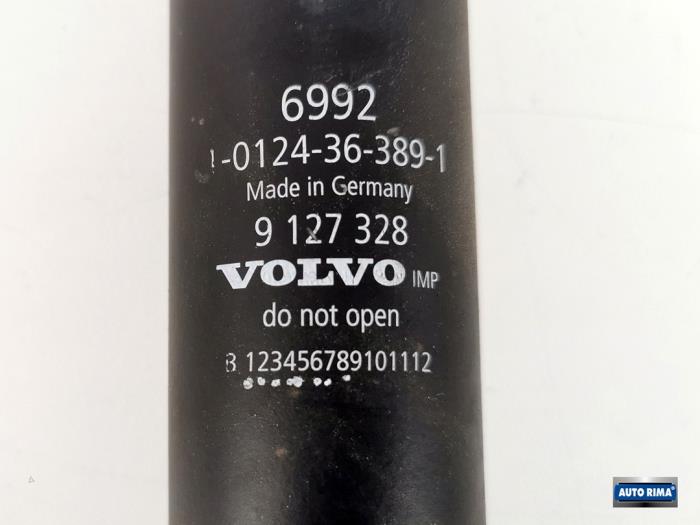 6992
-0124-36-389-1
Made in Germany
9 127 328
VOLVO IMP
do not open
B 123456789101112
AUTO RIMA